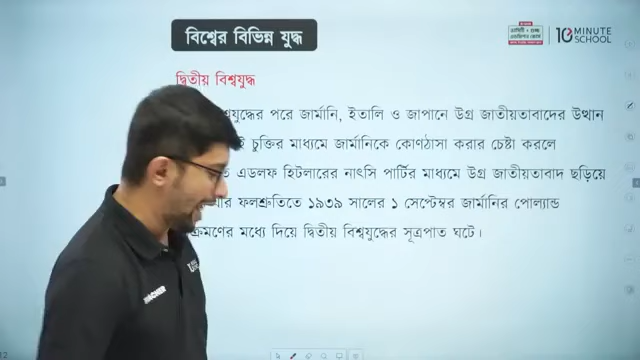 বিশ্বের বিভিন্ন যুদ্ধ
10 MINUTE SCHOOL
দ্বিতীয় বিশ্বযুদ্ধ
পরে জার্মানি, ইতালি ও জাপানে উগ্র জাতীয়তাবাদের উত্থান
চুক্তির মাধ্যমে জার্মানিকে কোণঠাসা করার চেষ্টা করলে
এডলফ হিটলারের নাৎসি পার্টির মাধ্যমে উগ্র জাতীয়তাবাদ ছড়িয়ে
ফলশ্রুতিতে ১৯৩৯ সালের ১ সেপ্টেম্বর জার্মানির পোল্যান্ড
মধ্যে দিয়ে দ্বিতীয় বিশ্বযুদ্ধের সূত্রপাত ঘটে।